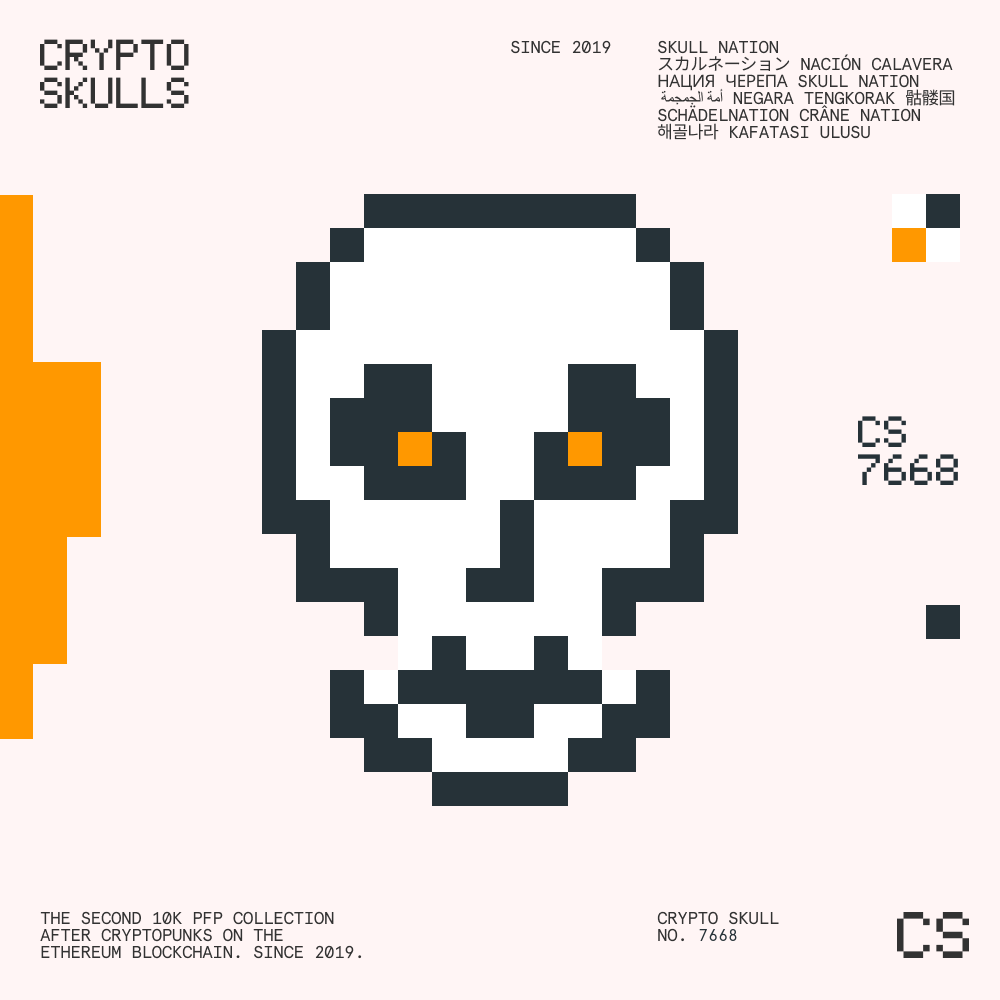 CRYPTO
SKULLS
SINCE 2019
SKULL NATION
スカルネーション NACIÓN CALAVERA
НАЦИЯ ЧЕРЕПА SKULL NATION
أمة الجمجمة NEGARA TENGKORAK 骷髅国
SCHÄDELNATION CRÂNE NATION
해골나라 KAFATASI ULUSU
CS
7668
THE SECOND 10K PFP COLLECTION
AFTER CRYPTOPUNKS ON THE
ETHEREUM BLOCKCHAIN. SINCE 2019.
CRYPTO SKULL
NO. 7668
CS